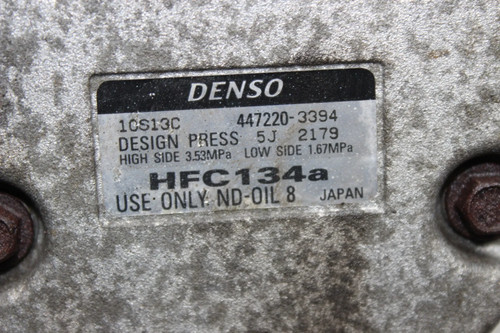 DENSO
10S13C 447220-3394
DESIGN PRESS 5J 2179
HIGH SIDE 3.53MPa LOW SIDE 1.67MPa
HFC134a
USE ONLY ND-OIL 8 JAPAN